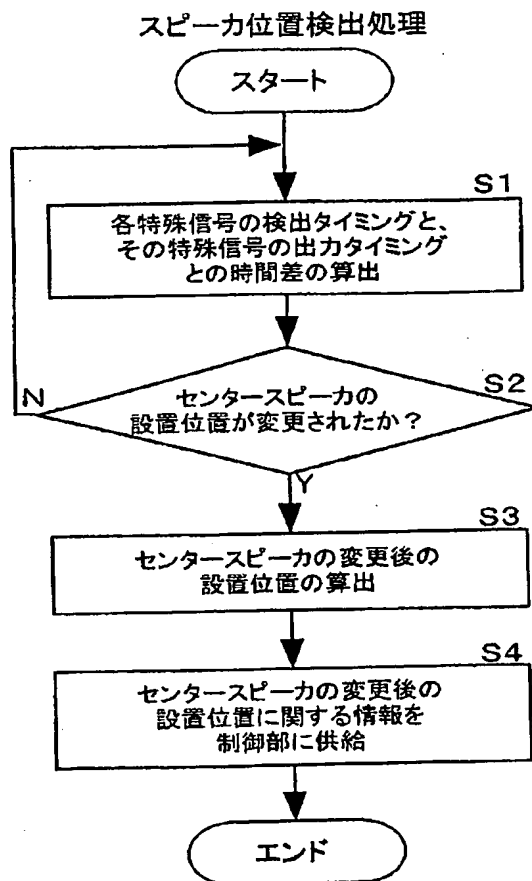 スピーカ位置検出処理
スタート
S1
各特殊信号の検出タイミングと、
その特殊信号の出力タイミング
との時間差の算出
S2
N
センタースピーカの
設置位置が変更されたか？
Y
S3
センタースピーカの変更後の
設置位置の算出
S4
センタースピーカの変更後の
設置位置に関する情報を
制御部に供給
エンド